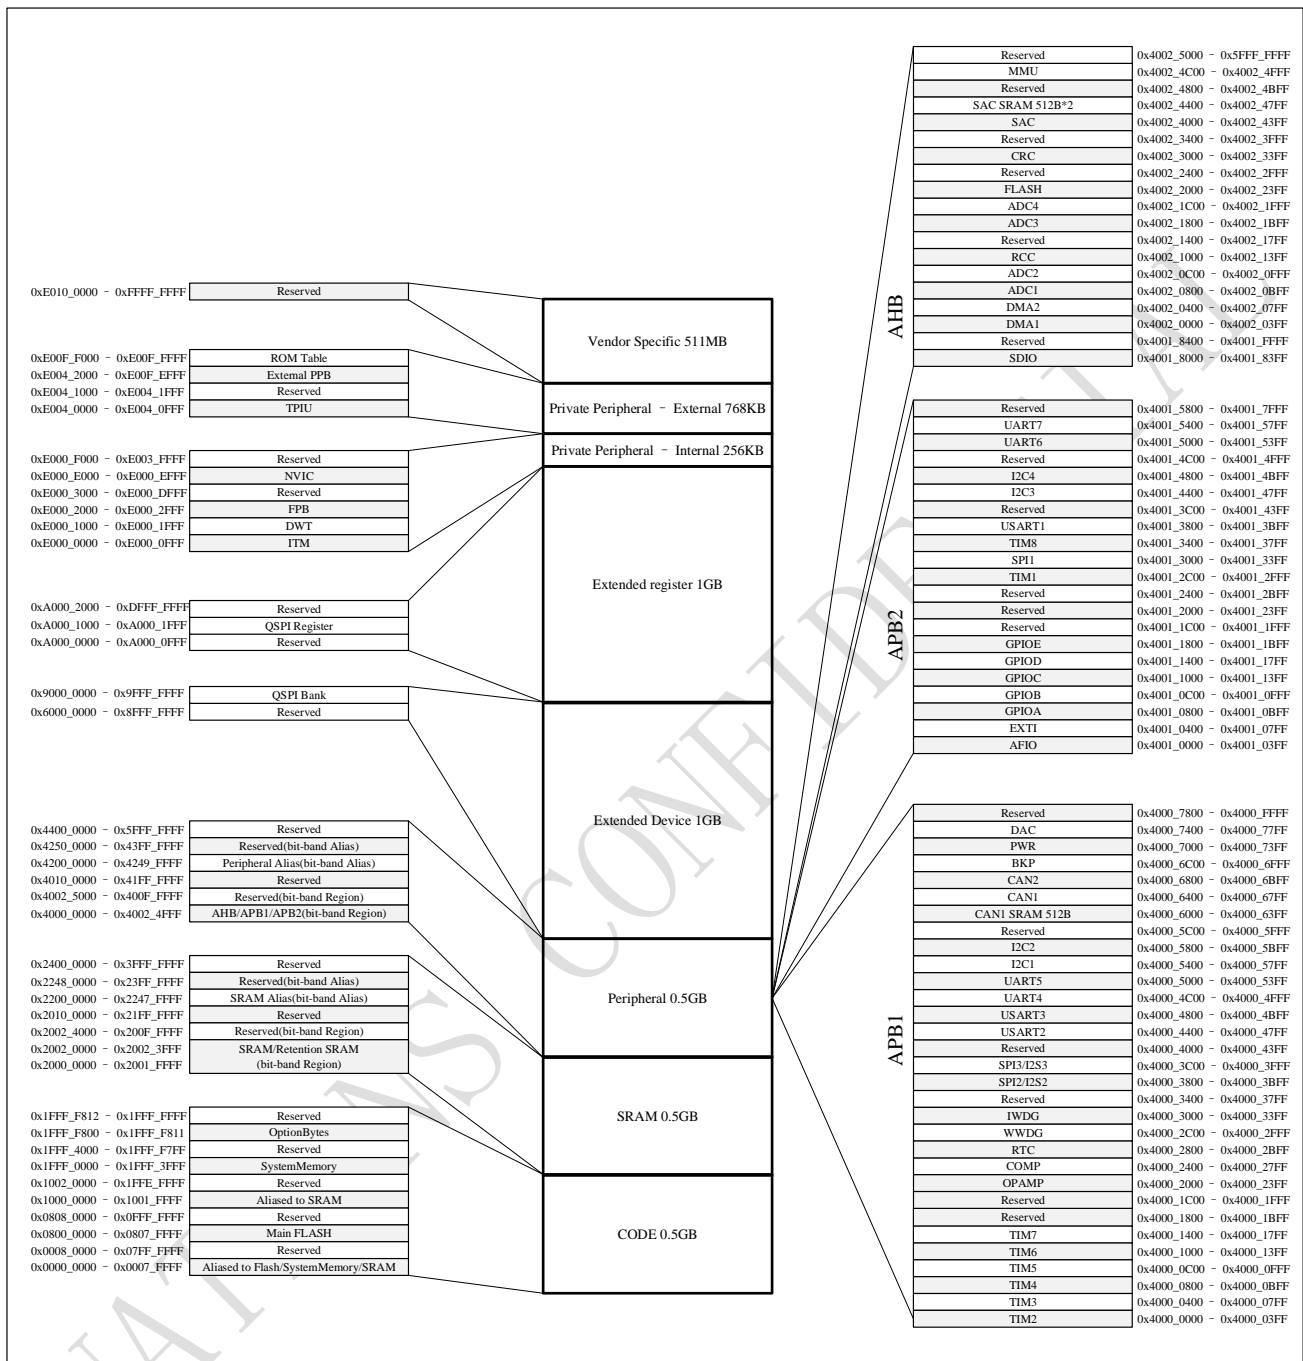 0xE010_0000 - 0xFFFF_FFFF Reserved
0xE00F_F000 - 0xE00F_FFFF ROM Table
0xE004_2000 - 0xE00F_EFFF External PPB
0xE004_1000 - 0xE004_1FFF Reserved
0xE004_0000 - 0xE004_0FFF TPIU
0xE000_F000 - 0xE003_FFFF Reserved
0xE000_E000 - 0xE000_EFFF NVIC
0xE000_3000 - 0xE000_DFFF Reserved
0xE000_2000 - 0xE000_2FFF FPB
0xE000_1000 - 0xE000_1FFF DWT
0xE000_0000 - 0xE000_0FFF ITM
0xA000_2000 - 0xDFFF_FFFF Reserved
0xA000_1000 - 0xA000_1FFF QSPI Register
0xA000_0000 - 0xA000_0FFF Reserved
0x9000_0000 - 0x9FFF_FFFF QSPI Bank
0x6000_0000 - 0x8FFF_FFFF Reserved
0x4400_0000 - 0x5FFF_FFFF Reserved
0x4250_0000 - 0x43FF_FFFF Reserved(bit-band Alias)
0x4200_0000 - 0x4249_FFFF Peripheral Alias(bit-band Alias)
0x4010_0000 - 0x41FF_FFFF Reserved
0x4002_5000 - 0x400F_FFFF Reserved(bit-band Region)
0x4000_0000 - 0x4002_4FFF AHB/APB1/APB2(bit-band Region)
0x2400_0000 - 0x3FFF_FFFF Reserved
0x2248_0000 - 0x23FF_FFFF Reserved(bit-band Alias)
0x2200_0000 - 0x2247_FFFF SRAM Alias(bit-band Alias)
0x2010_0000 - 0x21FF_FFFF Reserved
0x2002_4000 - 0x200F_FFFF Reserved(bit-band Region)
0x2002_0000 - 0x2002_3FFF SRAM/Retention SRAM
0x2000_0000 - 0x2001_FFFF (bit-band Region)
0x1FFF_F812 - 0x1FFF_FFFF Reserved
0x1FFF_F800 - 0x1FFF_F811 OptionBytes
0x1FFF_4000 - 0x1FFF_F7FF Reserved
0x1FFF_0000 - 0x1FFF_3FFF SystemMemory
0x1002_0000 - 0x1FFE_FFFF Reserved
0x1000_0000 - 0x1001_FFFF Aliased to SRAM
0x0808_0000 - 0x0FFF_FFFF Reserved
0x0800_0000 - 0x0807_FFFF Main FLASH
0x0008_0000 - 0x07FF_FFFF Reserved
0x0000_0000 - 0x0007_FFFF Aliased to Flash/SystemMemory/SRAM
Vendor Specific 511MB
Private Peripheral - External 768KB
Private Peripheral - Internal 256KB
Extended register 1GB
Extended Device 1GB
Peripheral 0.5GB
SRAM 0.5GB
CODE 0.5GB
AHB
Reserved 0x4002_5000 - 0x5FFF_FFFF
MMU 0x4002_4C00 - 0x4002_4FFF
Reserved 0x4002_4800 - 0x4002_4BFF
SAC SRAM 512B*2 0x4002_4400 - 0x4002_47FF
SAC 0x4002_4000 - 0x4002_43FF
Reserved 0x4002_3400 - 0x4002_3FFF
CRC 0x4002_3000 - 0x4002_33FF
Reserved 0x4002_2400 - 0x4002_2FFF
FLASH 0x4002_2000 - 0x4002_23FF
ADC4 0x4002_1C00 - 0x4002_1FFF
ADC3 0x4002_1800 - 0x4002_1BFF
Reserved 0x4002_1400 - 0x4002_17FF
RCC 0x4002_1000 - 0x4002_13FF
ADC2 0x4002_0C00 - 0x4002_0FFF
ADC1 0x4002_0800 - 0x4002_0BFF
DMA2 0x4002_0400 - 0x4002_07FF
DMA1 0x4002_0000 - 0x4002_03FF
Reserved 0x4001_8400 - 0x4001_FFFF
SDIO 0x4001_8000 - 0x4001_83FF
APB2
Reserved 0x4001_5800 - 0x4001_7FFF
UART7 0x4001_5400 - 0x4001_57FF
UART6 0x4001_5000 - 0x4001_53FF
Reserved 0x4001_4C00 - 0x4001_4FFF
I2C4 0x4001_4800 - 0x4001_4BFF
I2C3 0x4001_4400 - 0x4001_47FF
Reserved 0x4001_3C00 - 0x4001_43FF
USART1 0x4001_3800 - 0x4001_3BFF
TIM8 0x4001_3400 - 0x4001_37FF
SPI1 0x4001_3000 - 0x4001_33FF
TIM1 0x4001_2C00 - 0x4001_2FFF
Reserved 0x4001_2400 - 0x4001_2BFF
Reserved 0x4001_2000 - 0x4001_23FF
Reserved 0x4001_1C00 - 0x4001_1FFF
GPIOE 0x4001_1800 - 0x4001_1BFF
GPIOD 0x4001_1400 - 0x4001_17FF
GPIOC 0x4001_1000 - 0x4001_13FF
GPIOB 0x4001_0C00 - 0x4001_0FFF
GPIOA 0x4001_0800 - 0x4001_0BFF
EXTI 0x4001_0400 - 0x4001_07FF
AFIO 0x4001_0000 - 0x4001_03FF
APB1
Reserved 0x4000_7800 - 0x4000_FFFF
DAC 0x4000_7400 - 0x4000_77FF
PWR 0x4000_7000 - 0x4000_73FF
BKP 0x4000_6C00 - 0x4000_6FFF
CAN2 0x4000_6800 - 0x4000_6BFF
CAN1 0x4000_6400 - 0x4000_67FF
CAN1 SRAM 512B 0x4000_6000 - 0x4000_63FF
Reserved 0x4000_5C00 - 0x4000_5FFF
I2C2 0x4000_5800 - 0x4000_5BFF
I2C1 0x4000_5400 - 0x4000_57FF
UART5 0x4000_5000 - 0x4000_53FF
UART4 0x4000_4C00 - 0x4000_4FFF
USART3 0x4000_4800 - 0x4000_4BFF
USART2 0x4000_4400 - 0x4000_47FF
Reserved 0x4000_4000 - 0x4000_43FF
SPI3/I2S3 0x4000_3C00 - 0x4000_3FFF
SPI2/I2S2 0x4000_3800 - 0x4000_3BFF
Reserved 0x4000_3400 - 0x4000_37FF
IWDG 0x4000_3000 - 0x4000_33FF
WWDG 0x4000_2C00 - 0x4000_2FFF
RTC 0x4000_2800 - 0x4000_2BFF
COMP 0x4000_2400 - 0x4000_27FF
OPAMP 0x4000_2000 - 0x4000_23FF
Reserved 0x4000_1C00 - 0x4000_1FFF
Reserved 0x4000_1800 - 0x4000_1BFF
TIM7 0x4000_1400 - 0x4000_17FF
TIM6 0x4000_1000 - 0x4000_13FF
TIM5 0x4000_0C00 - 0x4000_0FFF
TIM4 0x4000_0800 - 0x4000_0BFF
TIM3 0x4000_0400 - 0x4000_07FF
TIM2 0x4000_0000 - 0x4000_03FF